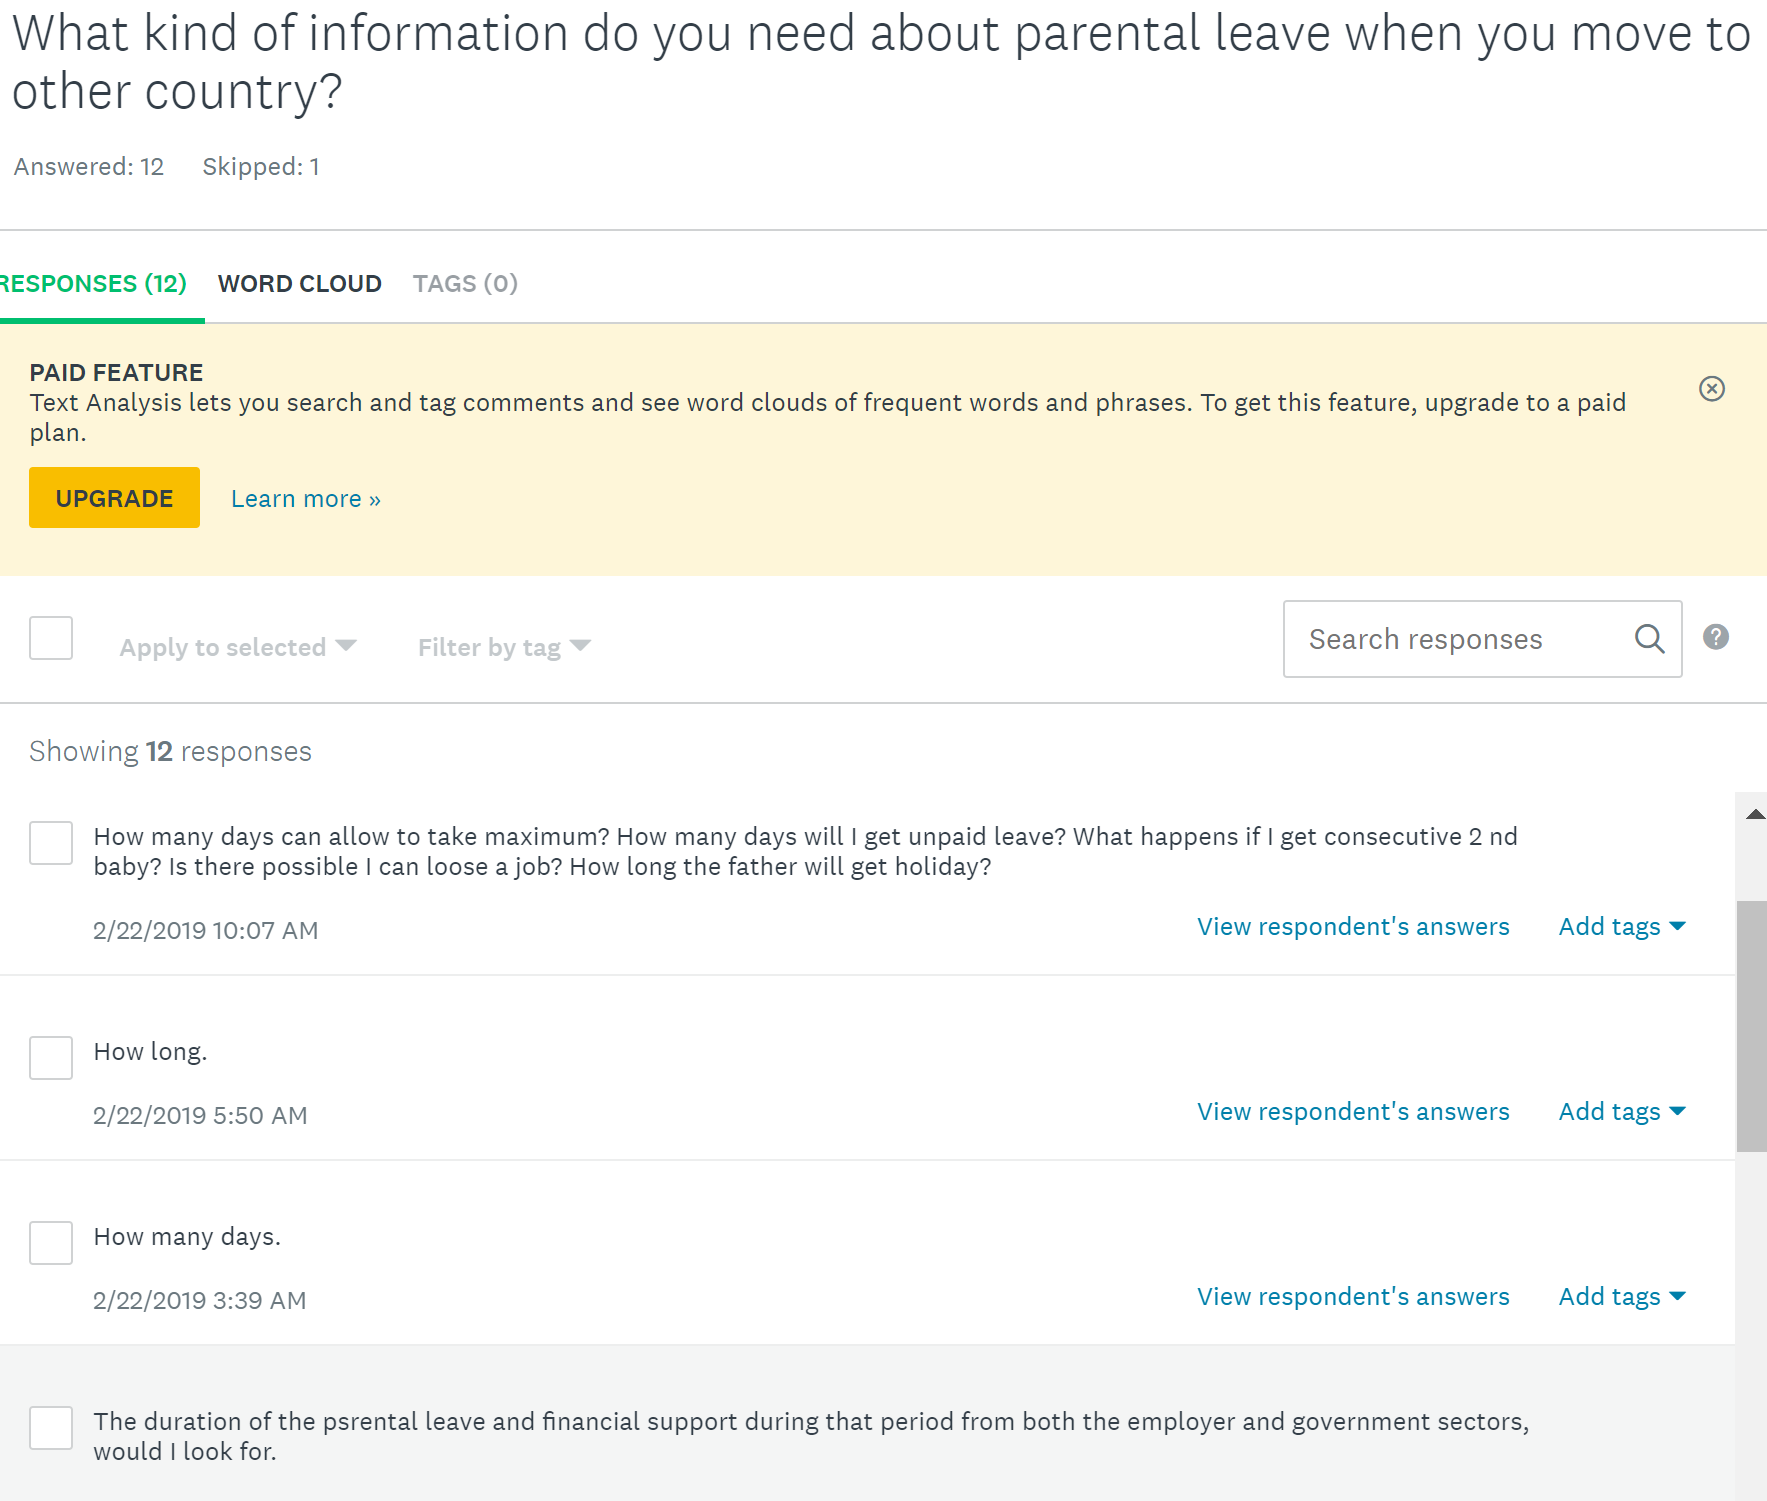 What kind of information do you need about parental leave when you move to
other country?
Answered: 12 Skipped: 1
RESPONSES (12) WORD CLOUD TAGS (0)
PAID FEATURE
Text Analysis lets you search and tag comments and see word clouds of frequent words and phrases. To get this feature, upgrade to a paid
plan.
UPGRADE Learn more »
Apply to selected Filter by tag Search responses ?
Showing 12 responses
How many days can allow to take maximum? How many days will I get unpaid leave? What happens if I get consecutive 2 nd
baby? Is there possible I can loose a job? How long the father will get holiday?
2/22/2019 10:07 AM View respondent's answers Add tags
How long.
2/22/2019 5:50 AM View respondent's answers Add tags
How many days.
2/22/2019 3:39 AM View respondent's answers Add tags
The duration of the psrental leave and financial support during that period from both the employer and government sectors,
would I look for.